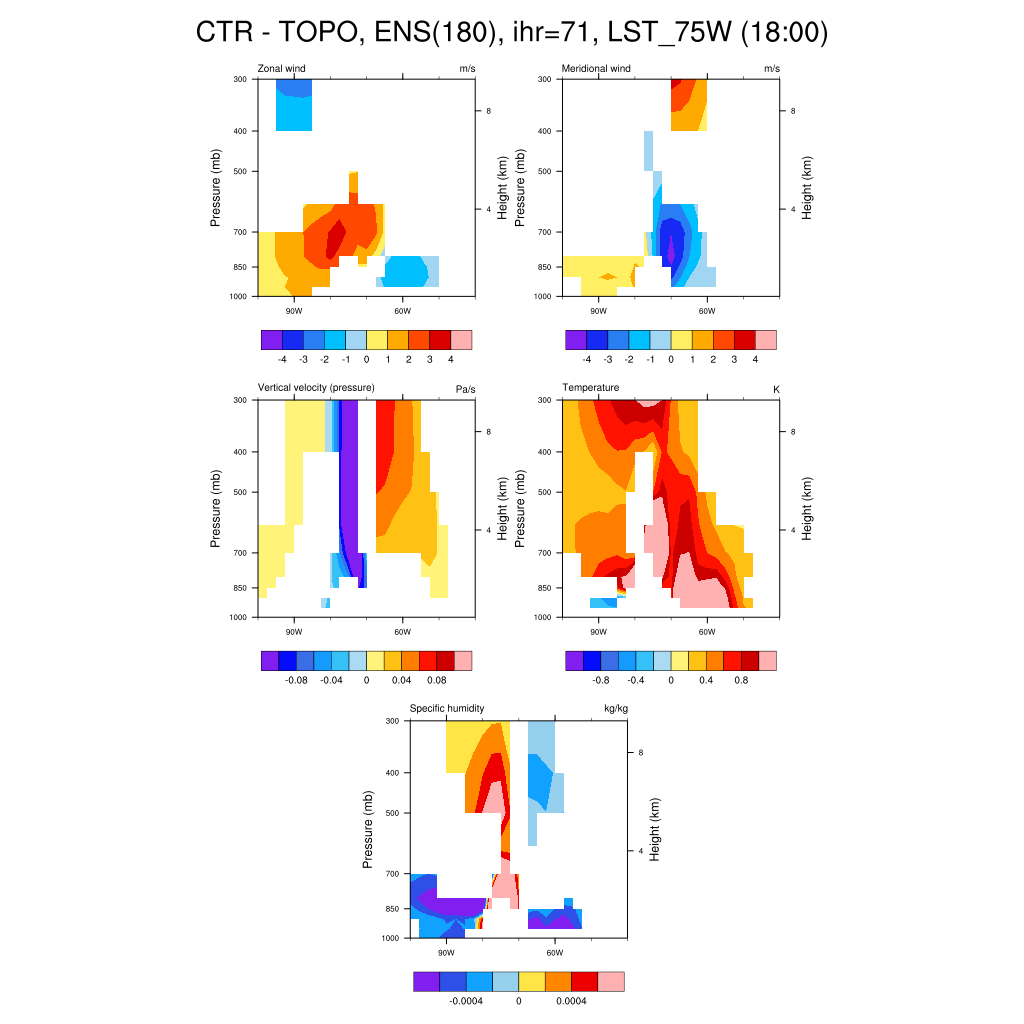 CTR - TOPO, ENS(180), ihr=71, LST_75W (18:00)
Zonal wind m/s
300
400
500
700
850
1000
Pressure (mb)
8
4
Height (km)
90W 60W
-4 -3 -2 -1 0 1 2 3 4
Meridional wind m/s
300
400
500
700
850
1000
Pressure (mb)
8
4
Height (km)
90W 60W
-4 -3 -2 -1 0 1 2 3 4
Vertical velocity (pressure) Pa/s
300
400
500
700
850
1000
Pressure (mb)
8
4
Height (km)
90W 60W
-0.08 -0.04 0 0.04 0.08
Temperature K
300
400
500
700
850
1000
Pressure (mb)
8
4
Height (km)
90W 60W
-0.8 -0.4 0 0.4 0.8
Specific humidity kg/kg
300
400
500
700
850
1000
Pressure (mb)
8
4
Height (km)
90W 60W
-0.0004 0 0.0004